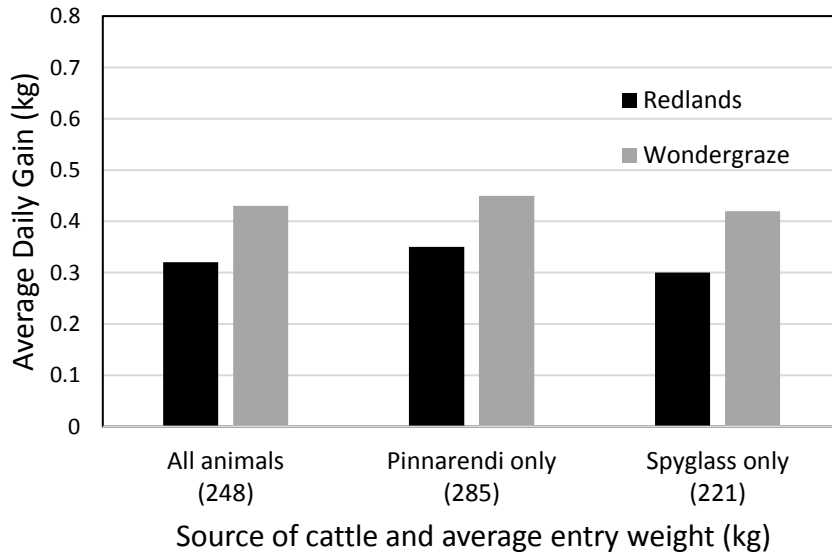 Average Daily Gain (kg)
0.8
0.7
0.6
0.5
0.4
0.3
0.2
0.1
0
Redlands
Wondergraze
All animals
(248)
Pinnarendi only
(285)
Spyglass only
(221)
Source of cattle and average entry weight (kg)